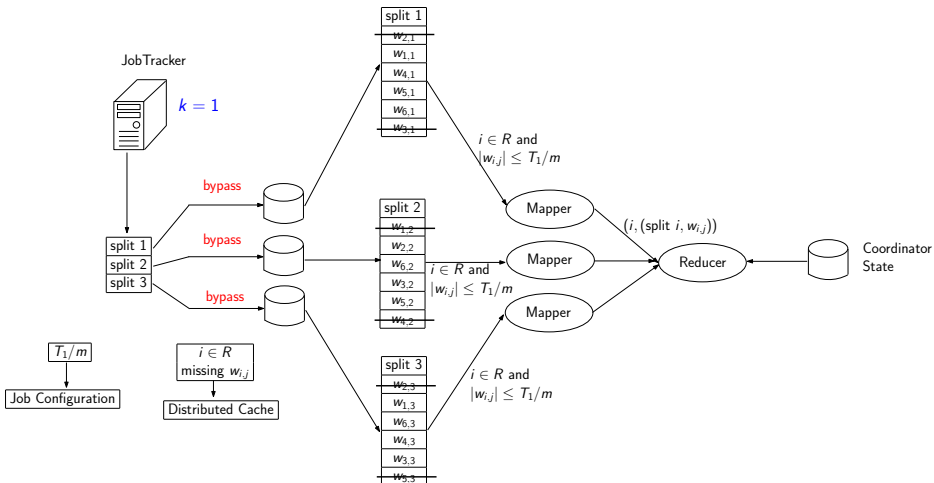 JobTracker
k = 1
split 1
split 2
split 3
bypass
bypass
bypass
T₁/m
Job Configuration
i ∈ R
missing wᵢ,ⱼ
Distributed Cache
split 1
w₂,₁
w₁,₁
w₄,₁
w₅,₁
w₆,₁
w₃,₁
split 2
w₁,₂
w₂,₂
w₆,₂
w₃,₂
w₅,₂
w₄,₂
split 3
w₂,₃
w₁,₃
w₆,₃
w₄,₃
w₃,₃
w₅,₃
i ∈ R and
|wᵢ,ⱼ| ≤ T₁/m
i ∈ R and
|wᵢ,ⱼ| ≤ T₁/m
i ∈ R and
|wᵢ,ⱼ| ≤ T₁/m
Mapper
Mapper
Mapper
(i, (split i, wᵢ,ⱼ))
Reducer
Coordinator
State